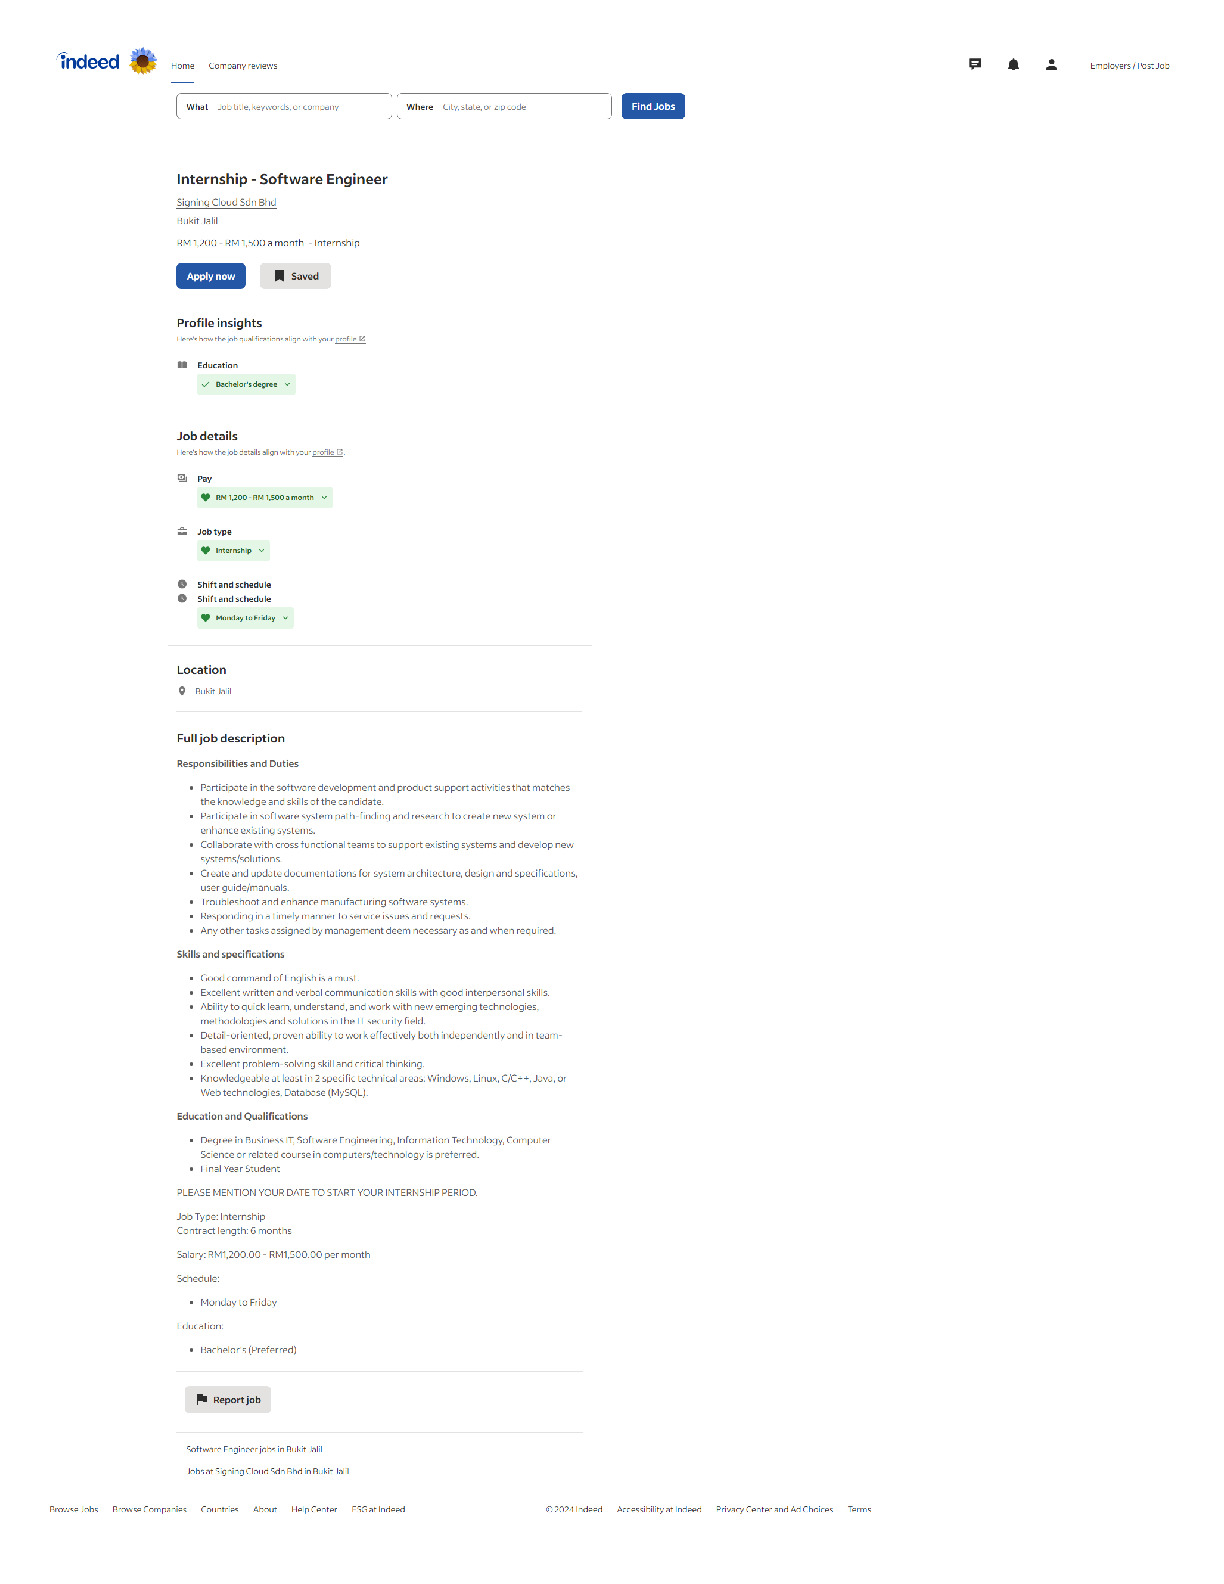 indeed
Home
Company reviews
Employers / Post Job
What Job title, keywords, or company
Where City, state, or zip code
Find Jobs
Internship - Software Engineer
Signing Cloud Sdn Bhd
Bukit Jalil
RM 1,200 - RM 1,500 a month - Internship
Apply now
Saved
Profile insights
Here's how the job qualifications align with your profile
Education
Bachelor's degree
Job details
Here's how the job details align with your profile.
Pay
RM 1,200 - RM 1,500 a month
Job type
Internship
Shift and schedule
Shift and schedule
Monday to Friday
Location
Bukit Jalil
Full job description
Responsibilities and Duties
• Participate in the software development and product support activities that matches
the knowledge and skills of the candidate.
• Participate in software system path-finding and research to create new system or
enhance existing systems.
• Collaborate with cross functional teams to support existing systems and develop new
systems/solutions.
• Create and update documentations for system architecture, design and specifications,
user guide/manuals.
• Troubleshoot and enhance manufacturing software systems.
• Responding in a timely manner to service issues and requests.
• Any other tasks assigned by management deem necessary as and when required.
Skills and specifications
• Good command of English is a must.
• Excellent written and verbal communication skills with good interpersonal skills.
• Ability to quick learn, understand, and work with new emerging technologies,
methodologies and solutions in the IT security field.
• Detail-oriented, proven ability to work effectively both independently and in team-
based environment.
• Excellent problem-solving skill and critical thinking.
• Knowledgeable at least in 2 specific technical areas: Windows, Linux, C/C++, Java, or
Web technologies, Database (MySQL).
Education and Qualifications
• Degree in Business IT, Software Engineering, Information Technology, Computer
Science or related course in computers/technology is preferred.
• Final Year Student
PLEASE MENTION YOUR DATE TO START YOUR INTERNSHIP PERIOD.
Job Type: Internship
Contract length: 6 months
Salary: RM1,200.00 - RM1,500.00 per month
Schedule:
• Monday to Friday
Education:
• Bachelor's (Preferred)
Report job
Software Engineer jobs in Bukit Jalil
Jobs at Signing Cloud Sdn Bhd in Bukit Jalil
Browse Jobs
Browse Companies
Countries
About
Help Center
ESG at Indeed
© 2024 Indeed
Accessibility at Indeed
Privacy Center and Ad Choices
Terms